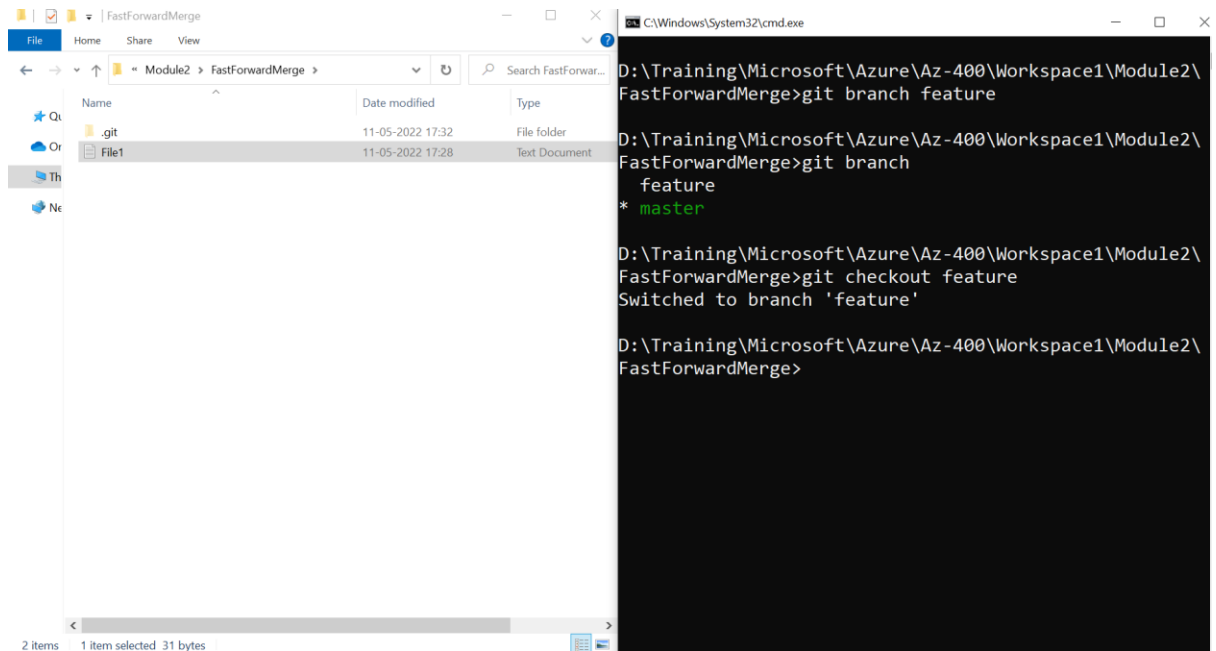 FastForwardMerge
File Home Share View
« Module2 > FastForwardMerge >
Search FastForwar...
Name Date modified Type
.git 11-05-2022 17:32 File folder
File1 11-05-2022 17:28 Text Document
Qu
On
Th
Ne
2 items 1 item selected 31 bytes
C:\Windows\System32\cmd.exe
D:\Training\Microsoft\Azure\Az-400\Workspace1\Module2\
FastForwardMerge>git branch feature
D:\Training\Microsoft\Azure\Az-400\Workspace1\Module2\
FastForwardMerge>git branch
feature
* master
D:\Training\Microsoft\Azure\Az-400\Workspace1\Module2\
FastForwardMerge>git checkout feature
Switched to branch 'feature'
D:\Training\Microsoft\Azure\Az-400\Workspace1\Module2\
FastForwardMerge>